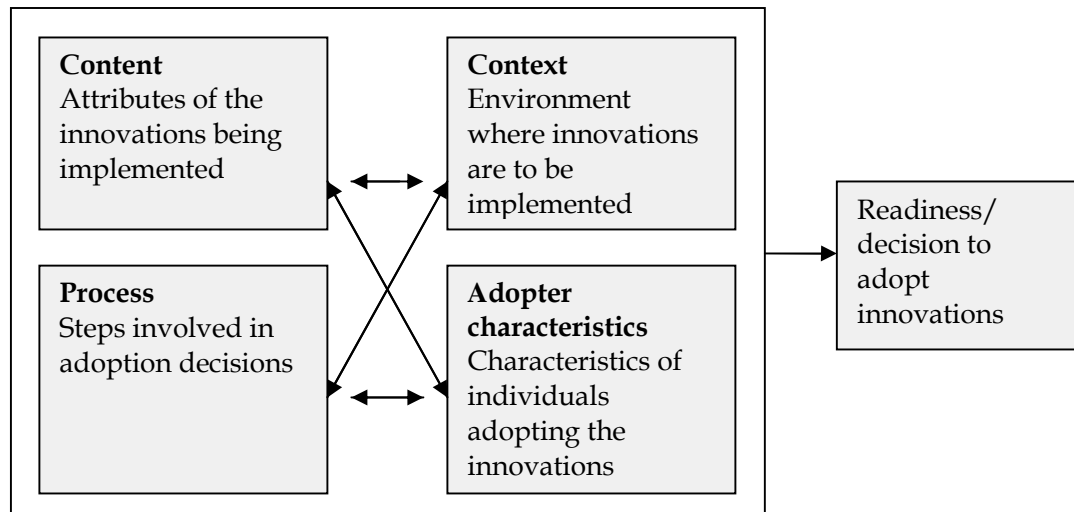 Content
Attributes of the
innovations being
implemented
Context
Environment
where innovations
are to be
implemented
Process
Steps involved in
adoption decisions
Adopter
characteristics
Characteristics of
individuals
adopting the
innovations
Readiness/
decision to
adopt
innovations